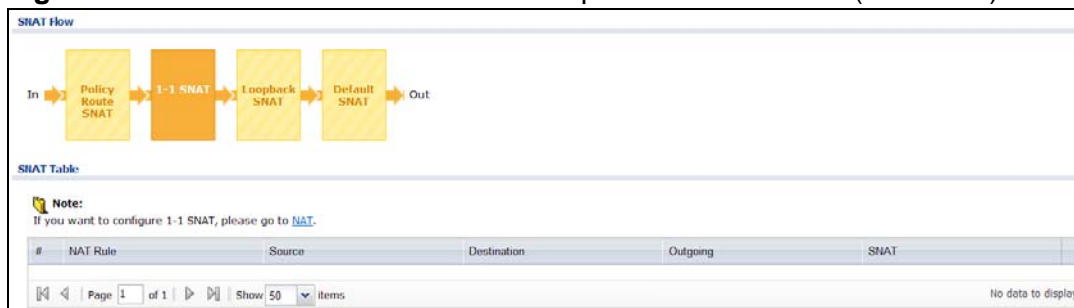 SNAT Flow
In
Policy Route SNAT
1-1 SNAT
Loopback SNAT
Default SNAT
Out
SNAT Table
Note:
If you want to configure 1-1 SNAT, please go to NAT.
# NAT Rule Source Destination Outgoing SNAT
Page 1 of 1 Show 50 items No data to display